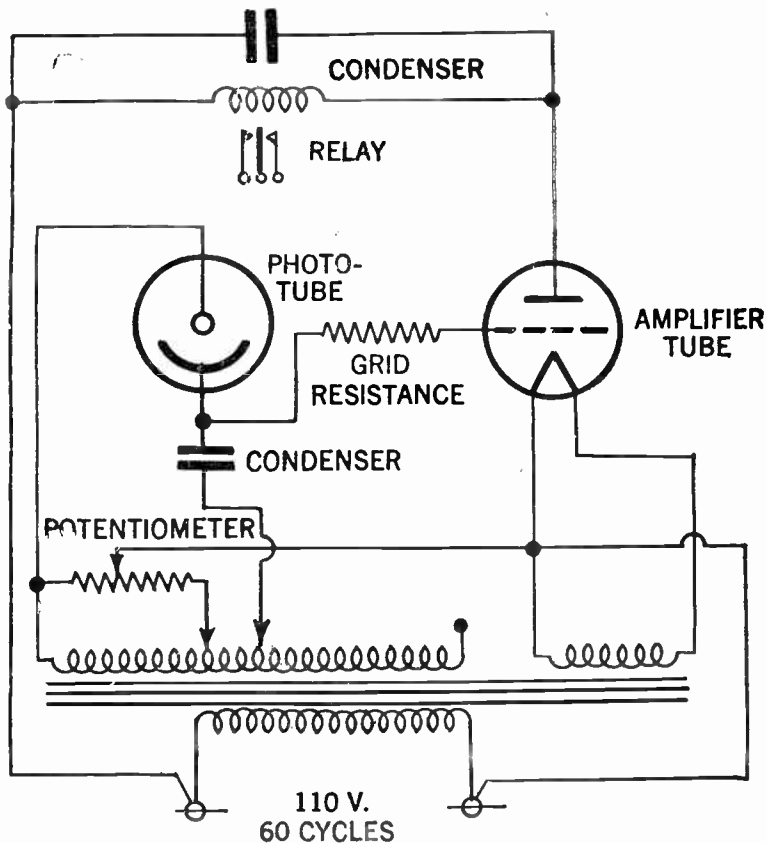 CONDENSER
RELAY
PHOTO-
TUBE
AMPLIFIER
TUBE
GRID
RESISTANCE
CONDENSER
POTENTIOMETER
110 V.
60 CYCLES